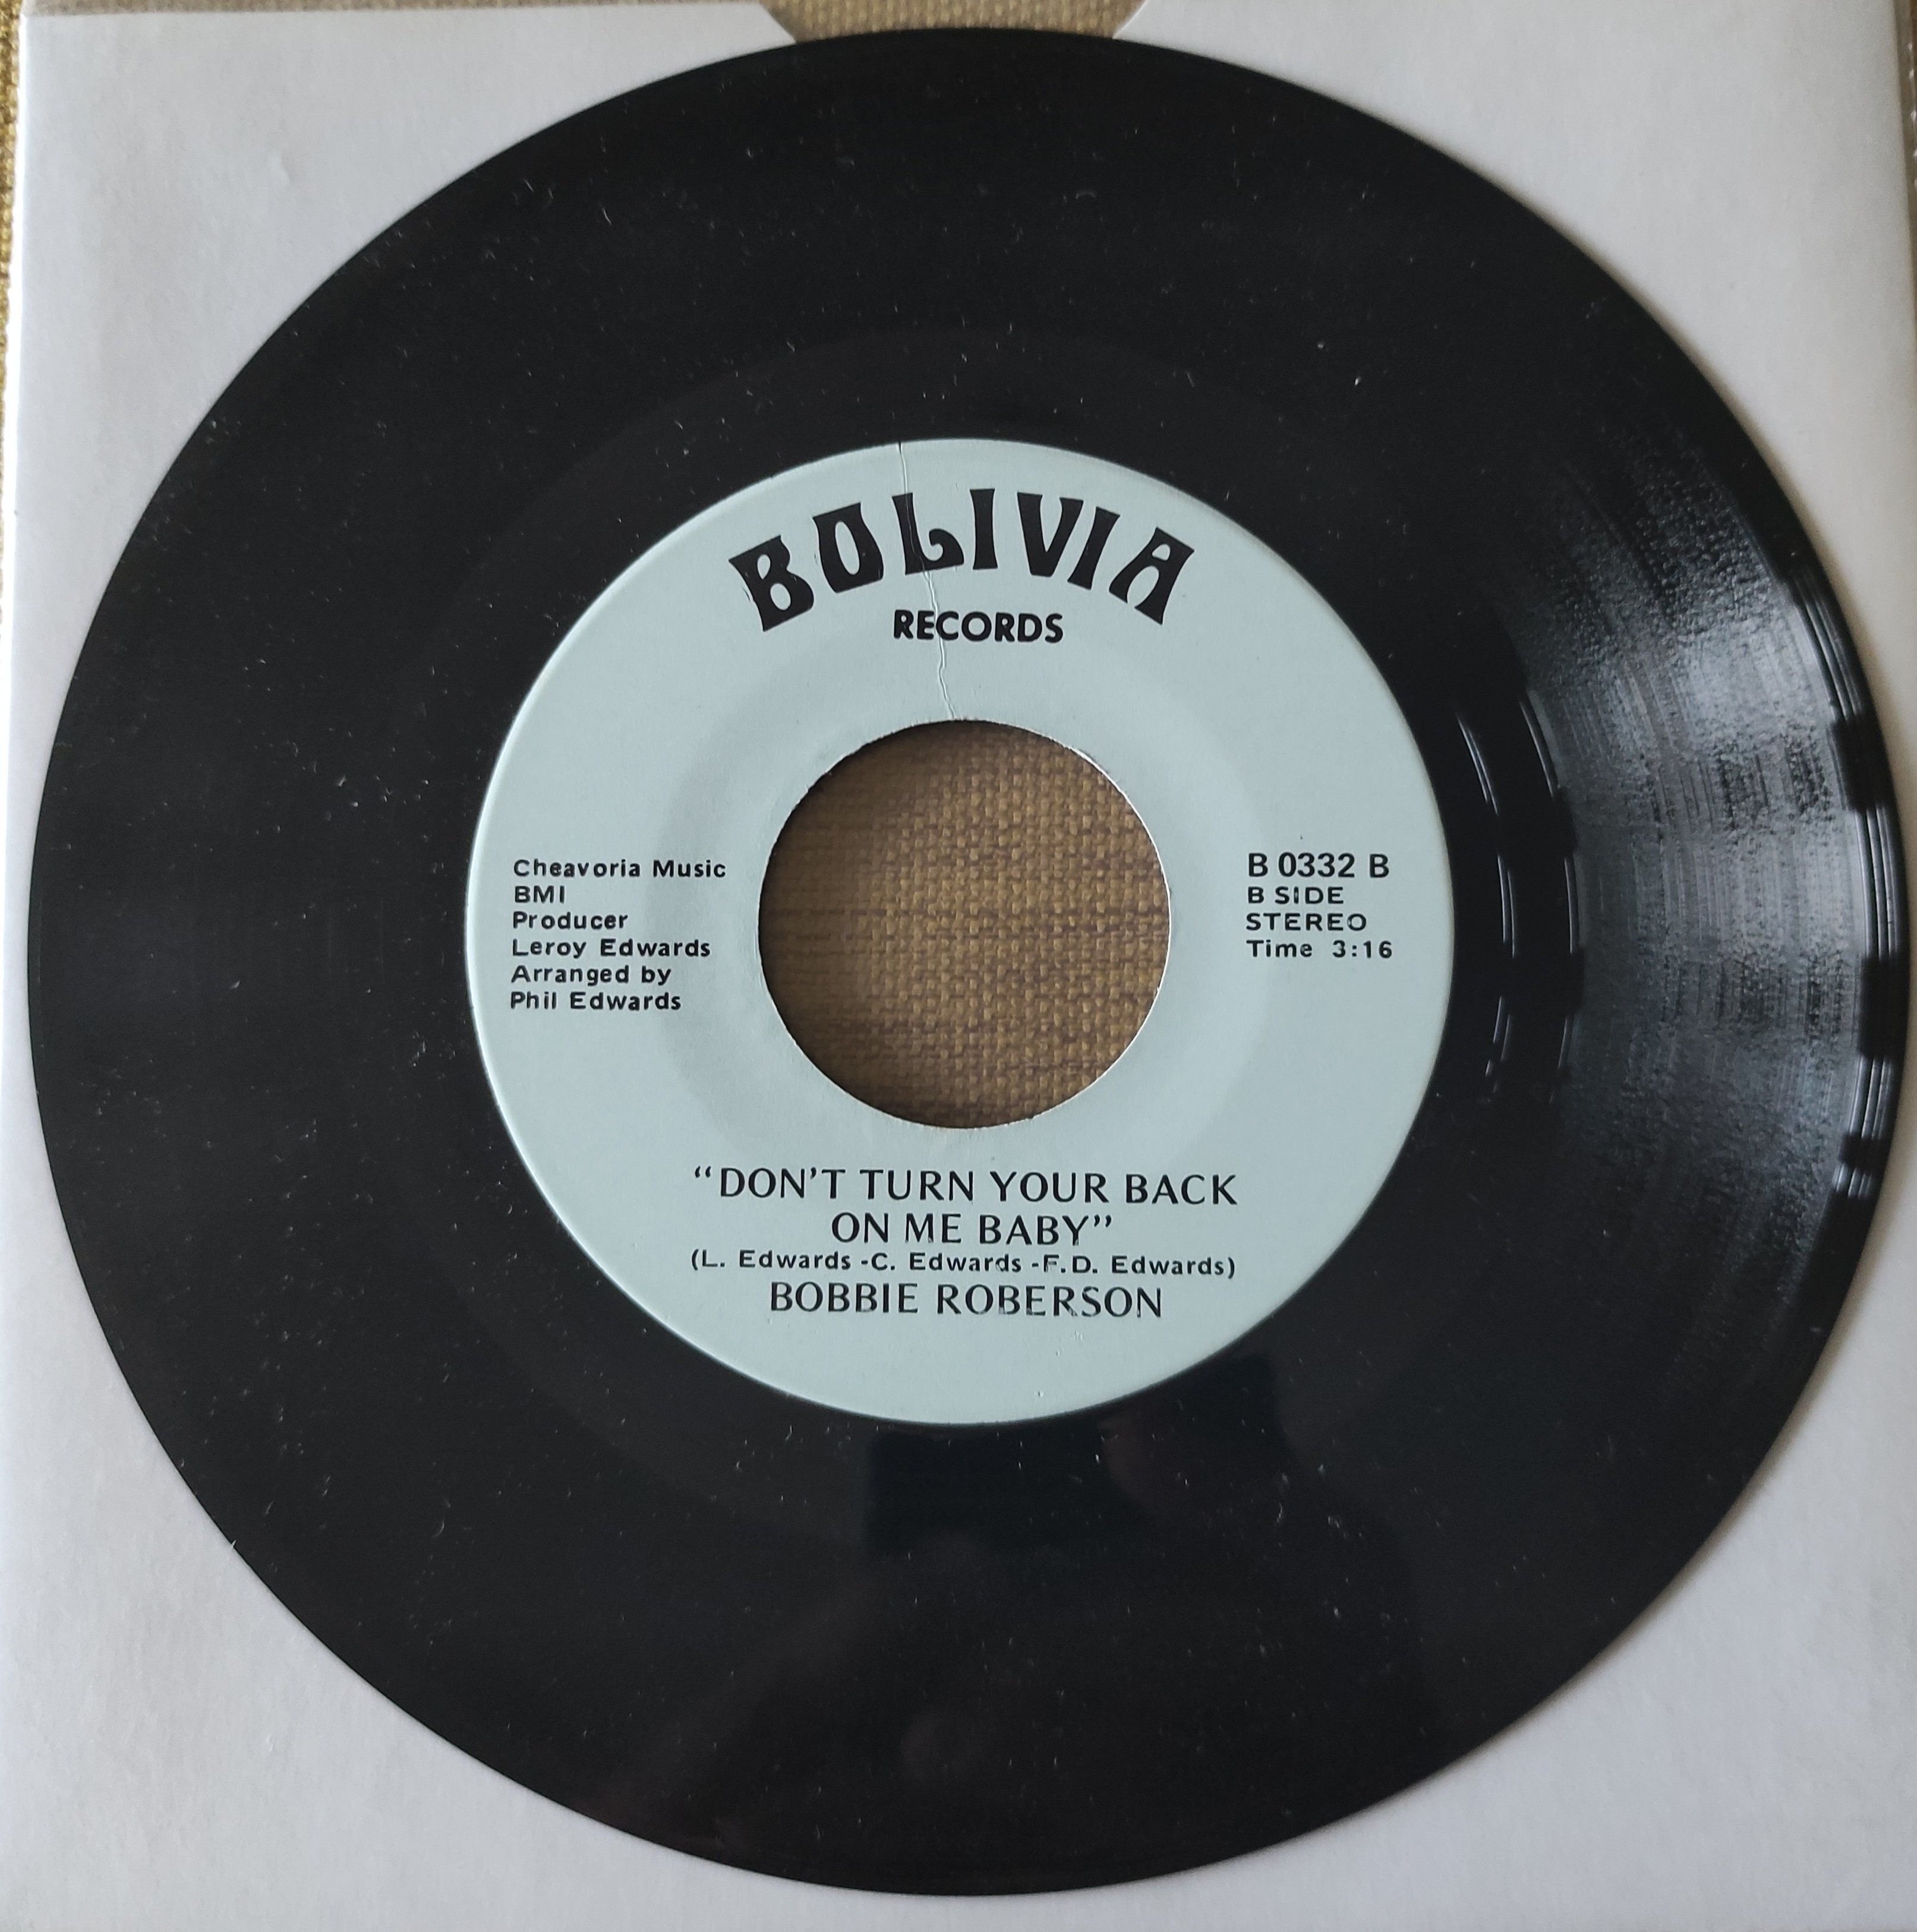 BOLIVIA
RECORDS
Cheavoria Music
BMI
Producer
Leroy Edwards
Arranged by
Phil Edwards
B 0332 B
B SIDE
STEREO
Time 3:16
“DON’T TURN YOUR BACK
ON ME BABY”
(L. Edwards -C. Edwards -F.D. Edwards)
BOBBIE ROBERSON